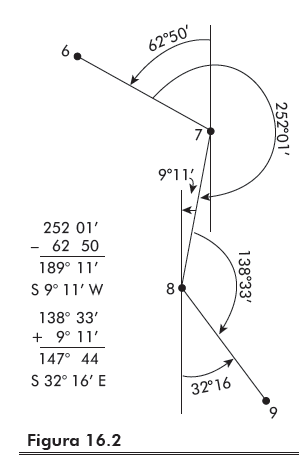 62°50'
6
7
252°01'
9°11'
252 01'
– 62 50
189° 11'
S 9° 11' W
138° 33'
+ 9° 11'
147° 44
S 32° 16' E
8
138°33'
32°16
9
Figura 16.2